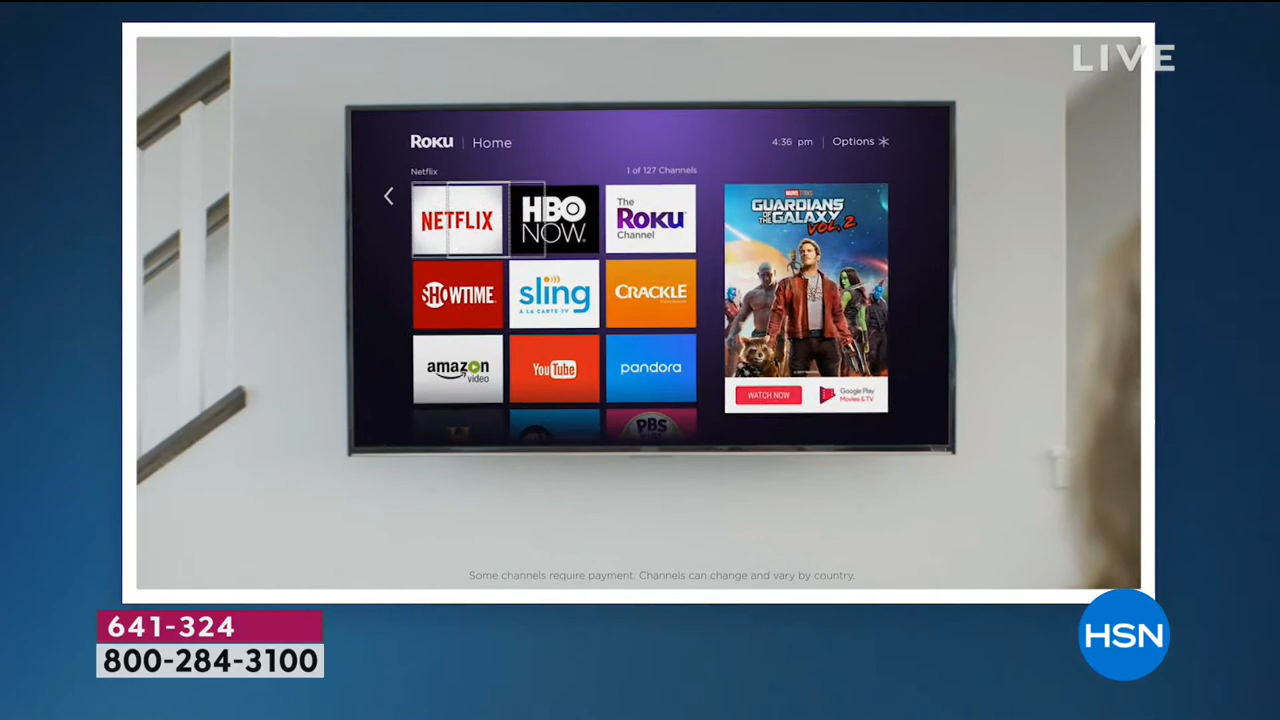 LIVE
Roku | Home
4:36 pm | Options
Netflix
1 of 127 Channels
NETFLIX
HBO
NOW.
The
Roku
Channel
MARVEL STUDIOS
GUARDIANS
OF THE GALAXY
VOL. 2
SHOWTIME
sling
A LA CARTE TV
CRACKLE
amazon
video
YouTube
pandora
WATCH NOW
Google Play
Movies & TV
PBS
Some channels require payment. Channels can change and vary by country.
641-324
800-284-3100
HSN